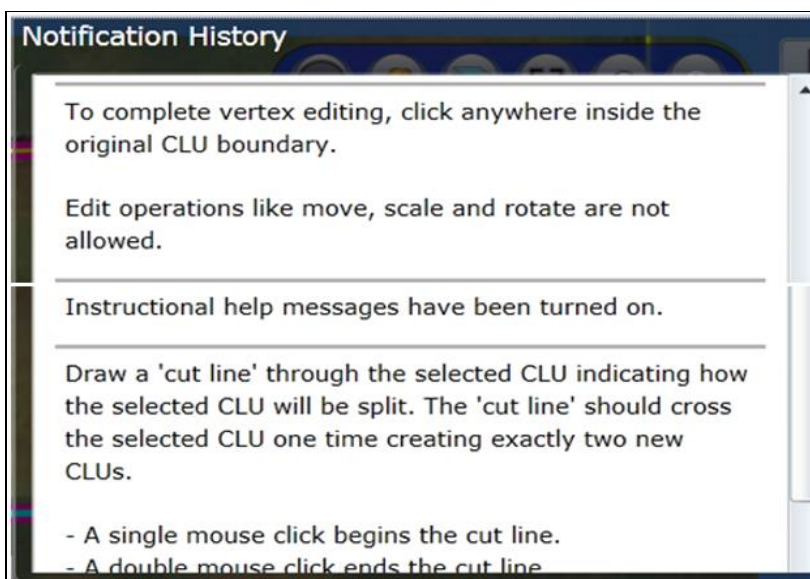 Notification History
To complete vertex editing, click anywhere inside the
original CLU boundary.
Edit operations like move, scale and rotate are not
allowed.
Instructional help messages have been turned on.
Draw a 'cut line' through the selected CLU indicating how
the selected CLU will be split. The 'cut line' should cross
the selected CLU one time creating exactly two new
CLUs.
- A single mouse click begins the cut line.
- A double mouse click ends the cut line